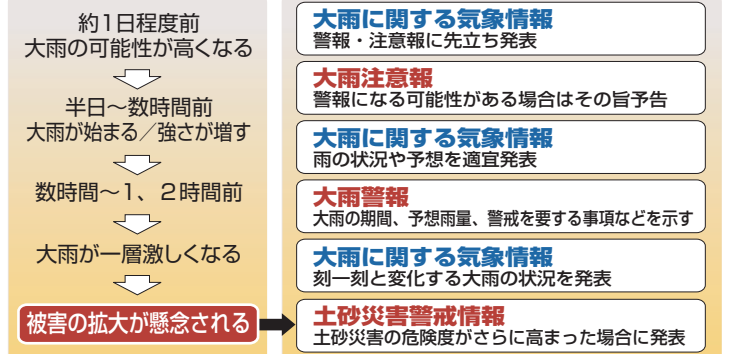 約1日程度前
大雨の可能性が高くなる
半日～数時間前
大雨が始まる／強さが増す
数時間～1、2時間前
大雨が一層激しくなる
被害の拡大が懸念される
大雨に関する気象情報
警報・注意報に先立ち発表
大雨注意報
警報になる可能性がある場合はその旨予告
大雨に関する気象情報
雨の状況や予想を適宜発表
大雨警報
大雨の期間、予想雨量、警戒を要する事項などを示す
大雨に関する気象情報
刻一刻と変化する大雨の状況を発表
土砂災害警戒情報
土砂災害の危険度がさらに高まった場合に発表